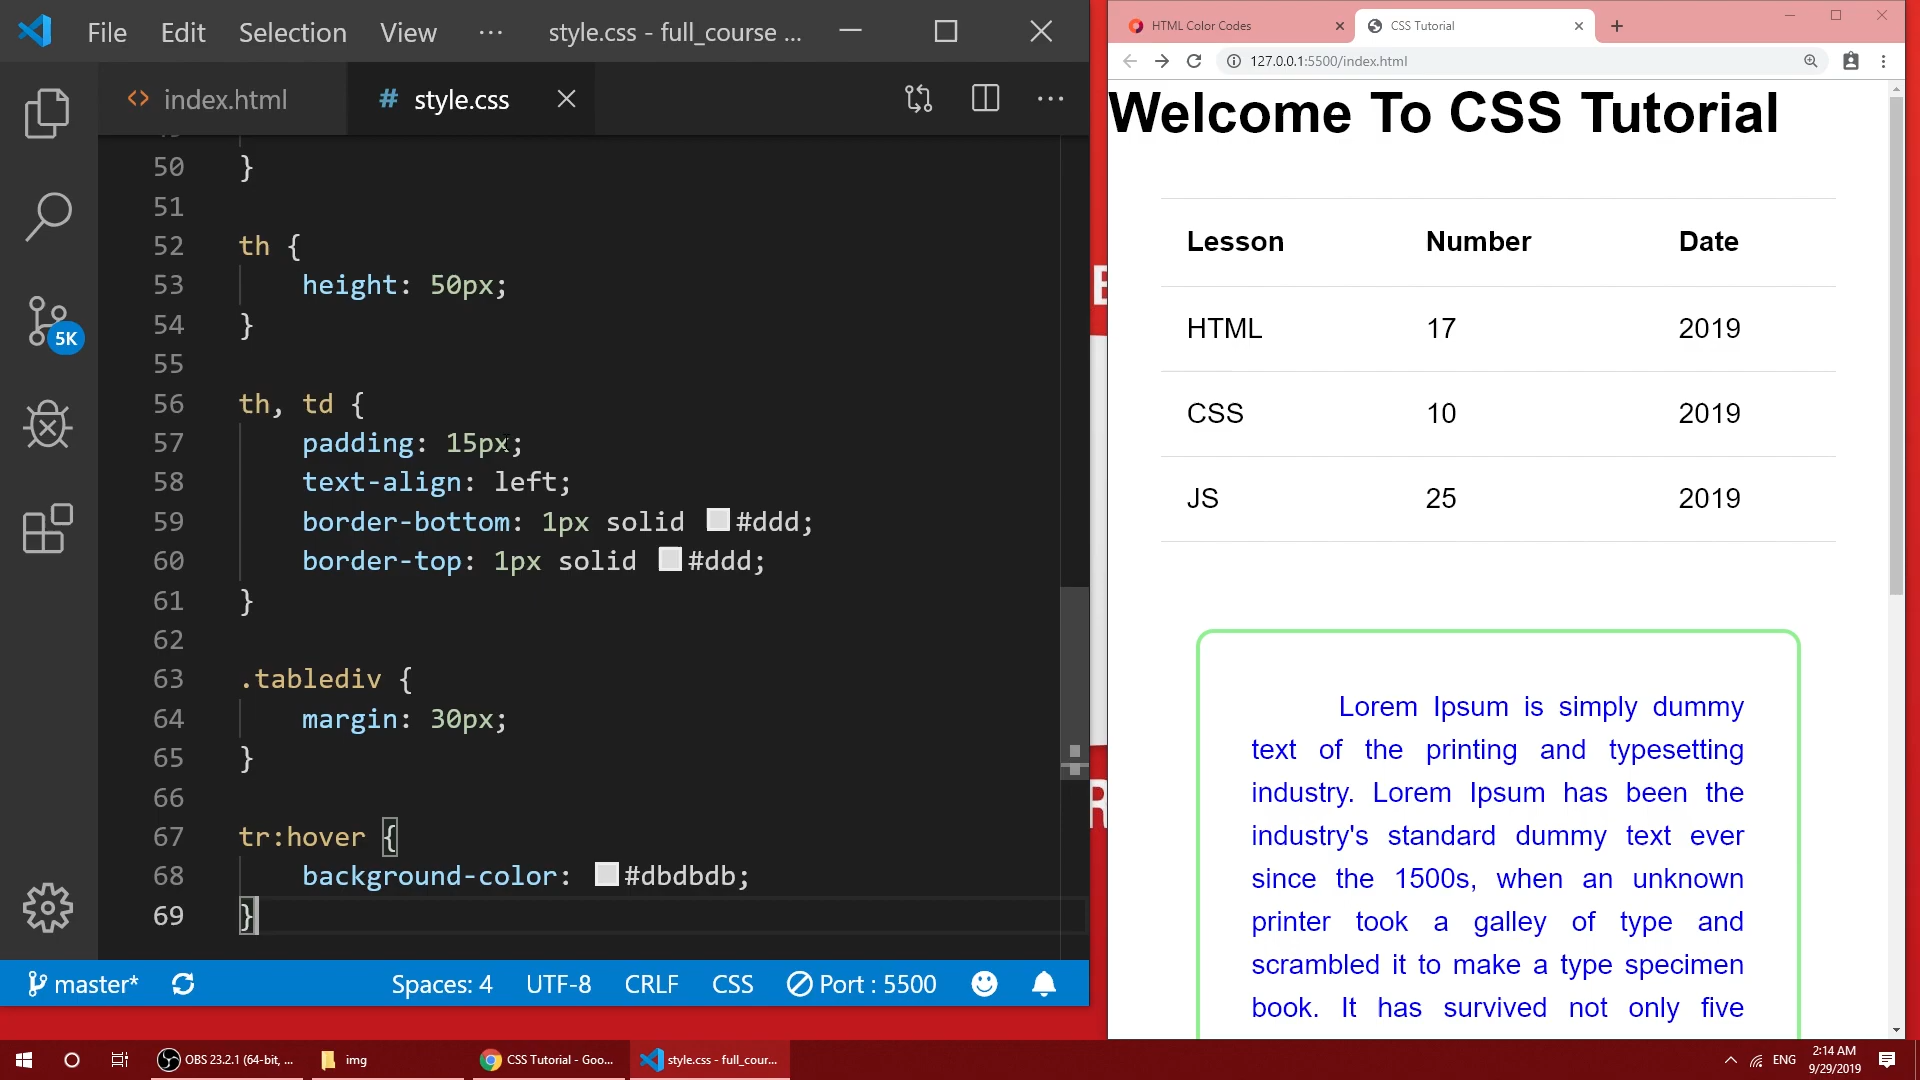 File Edit Selection View ··· style.css - full_course ...
index.html # style.css
50 }
51
52 th {
53 height: 50px;
54 }
55
56 th, td {
57 padding: 15px;
58 text-align: left;
59 border-bottom: 1px solid #ddd;
60 border-top: 1px solid #ddd;
61 }
62
63 .tablediv {
64 margin: 30px;
65 }
66
67 tr:hover {
68 background-color: #dbdbdb;
69 }
5K
master* Spaces: 4 UTF-8 CRLF CSS Port : 5500
HTML Color Codes CSS Tutorial
127.0.0.1:5500/index.html
Welcome To CSS Tutorial
Lesson Number Date
HTML 17 2019
CSS 10 2019
JS 25 2019
Lorem Ipsum is simply dummy
text of the printing and typesetting
industry. Lorem Ipsum has been the
industry's standard dummy text ever
since the 1500s, when an unknown
printer took a galley of type and
scrambled it to make a type specimen
book. It has survived not only five
OBS 23.2.1 (64-bit, ... img CSS Tutorial - Goo... style.css - full_cour... ENG 2:14 AM
9/29/2019